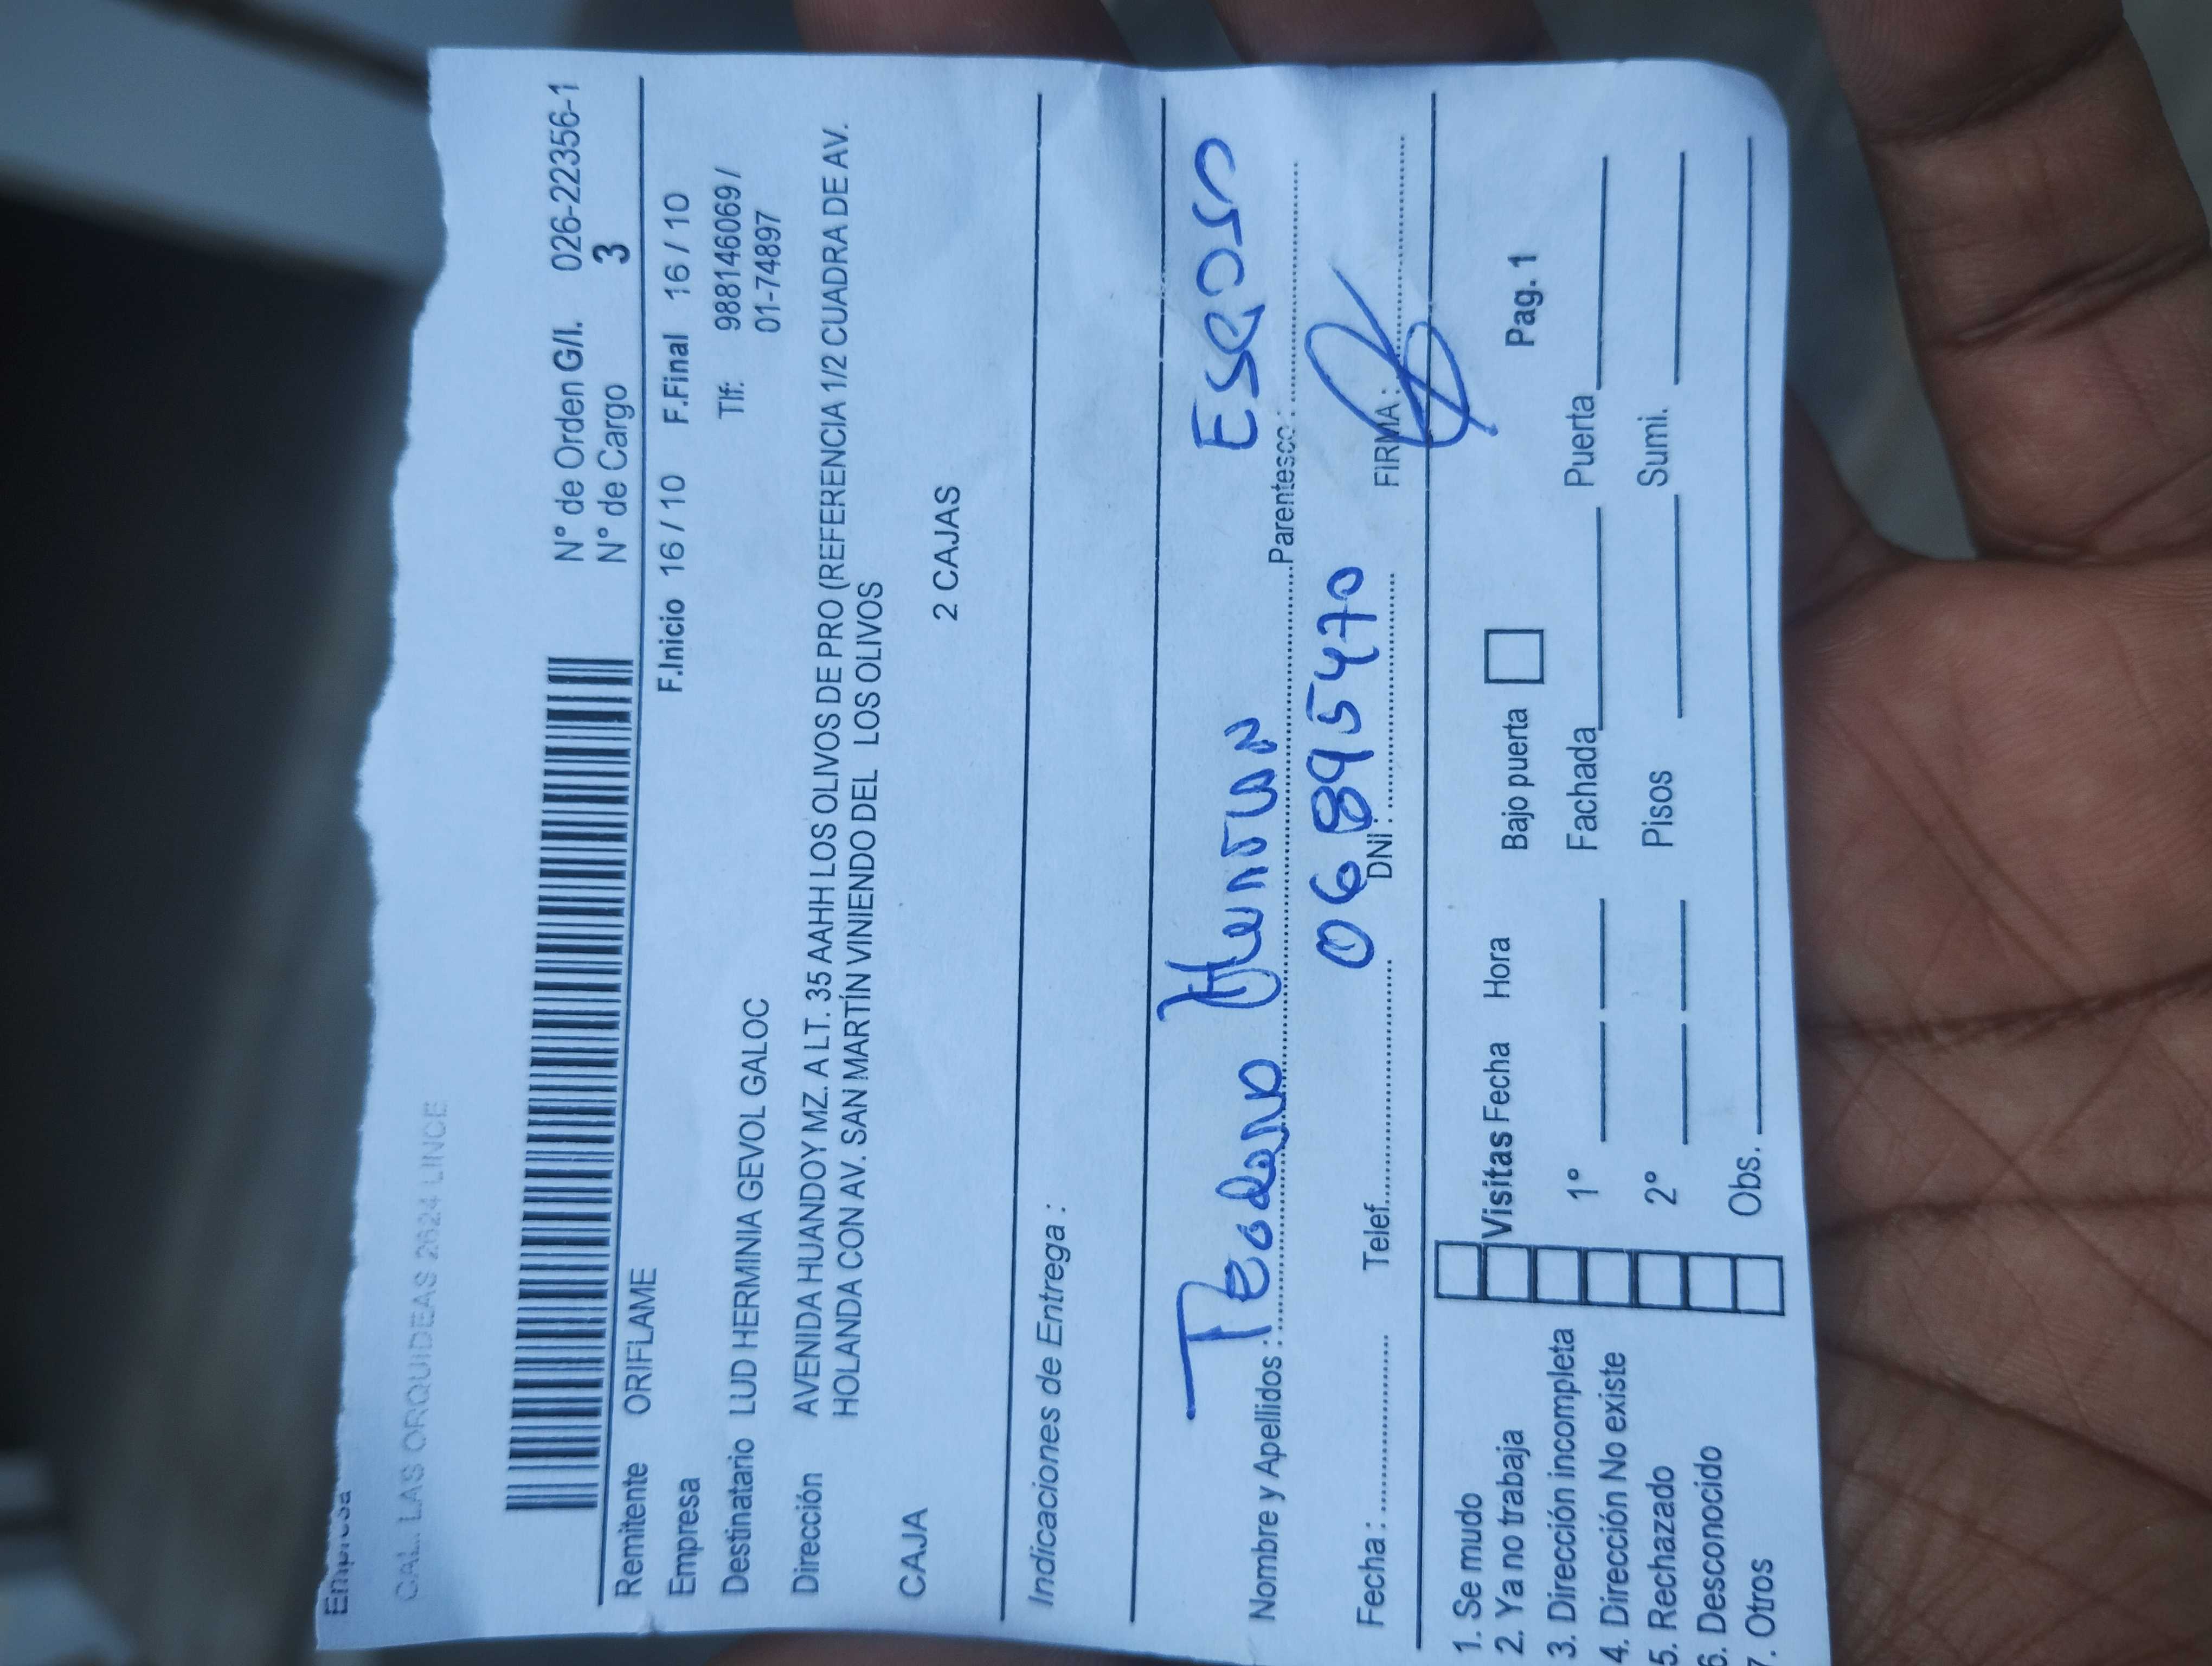 Empresa
CAL. LAS ORQUIDEAS 2624 LINCE
N° de Orden G/I. 026-22356-1
N° de Cargo 3
Remitente ORIFLAME
F.Inicio 16 / 10 F.Final 16 / 10
Empresa
Destinatario LUD HERMINIA GEVOL GALOC Tlf: 988146069 /
01-74897
Dirección AVENIDA HUANDOY MZ. A LT. 35 AAHH LOS OLIVOS DE PRO (REFERENCIA 1/2 CUADRA DE AV.
HOLANDA CON AV. SAN MARTÍN VINIENDO DEL LOS OLIVOS
CAJA 2 CAJAS
Indicaciones de Entrega :
Nombre y Apellidos : Parentesco :
Fecha : Telef. DNI : 06895470 FIRMA :
1. Se mudo
2. Ya no trabaja Visitas Fecha Hora Bajo puerta Pag. 1
3. Dirección incompleta 1° Fachada Puerta
4. Dirección No existe
5. Rechazado 2° Pisos Sumi.
6. Desconocido
7. Otros Obs.